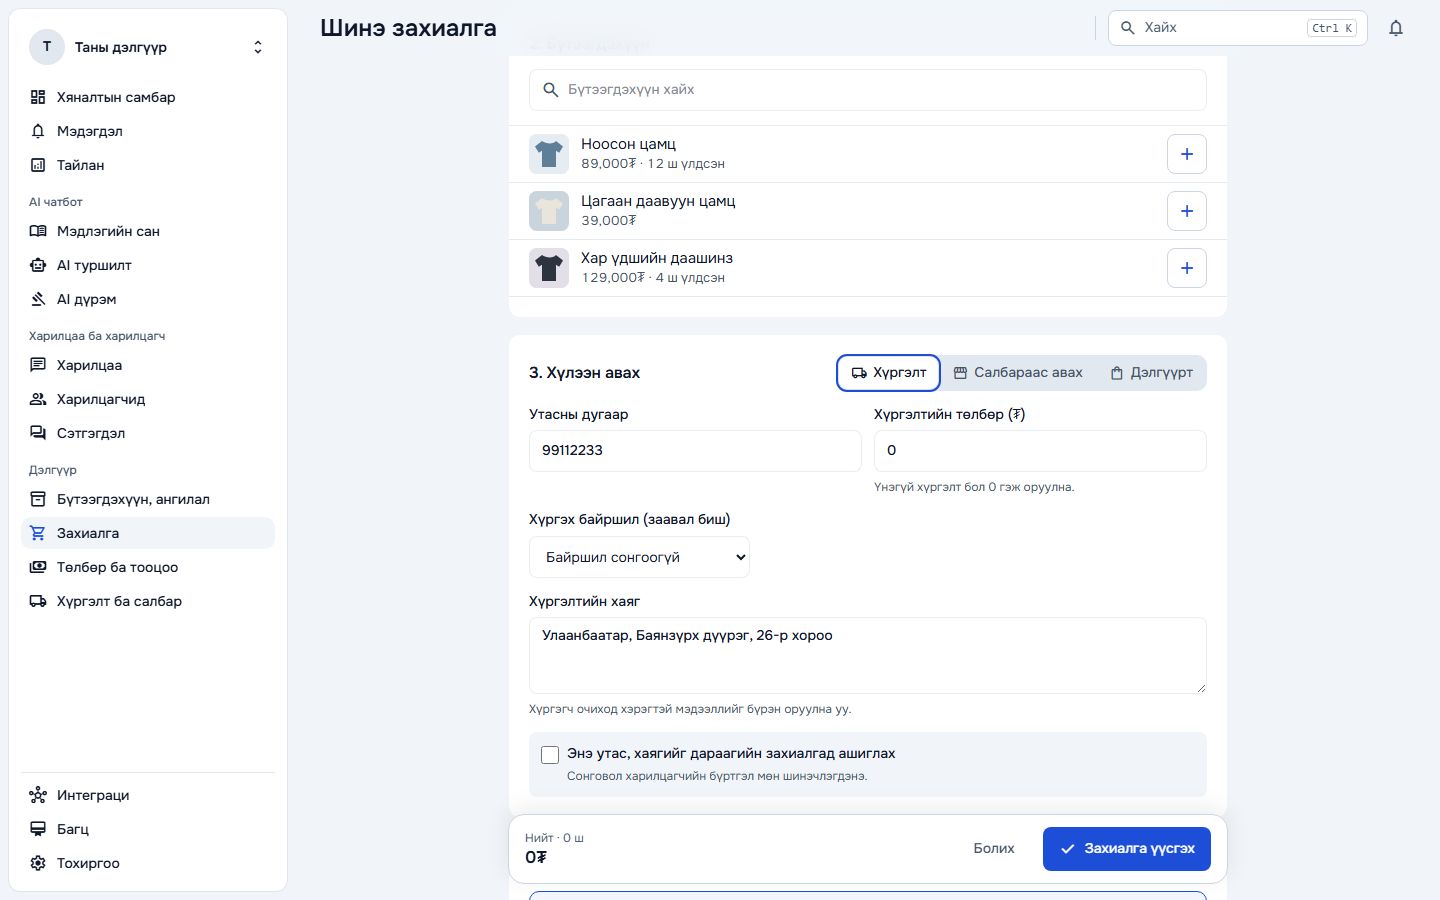 Т
Таны дэлгүүр
Хяналтын самбар
Мэдэгдэл
Тайлан
AI чатбот
Мэдлэгийн сан
AI туршилт
AI дүрэм
Харилцаа ба харилцагч
Харилцаа
Харилцагчид
Сэтгэгдэл
Дэлгүүр
Бүтээгдэхүүн, ангилал
Захиалга
Төлбөр ба тооцоо
Хүргэлт ба салбар
Интеграци
Багц
Тохиргоо
Шинэ захиалга
Хайх
Ctrl K
2. Бүтээгдэхүүн
Бүтээгдэхүүн хайх
Ноосон цамц
89,000₮ · 12 ш үлдсэн
Цагаан даавуун цамц
39,000₮
Хар үдшийн даашинз
129,000₮ · 4 ш үлдсэн
3. Хүлээн авах
Хүргэлт
Салбараас авах
Дэлгүүрт
Утасны дугаар
Хүргэлтийн төлбөр (₮)
99112233
0
Үнэгүй хүргэлт бол 0 гэж оруулна.
Хүргэх байршил (заавал биш)
Байршил сонгоогүй
Хүргэлтийн хаяг
Улаанбаатар, Баянзүрх дүүрэг, 26-р хороо
Хүргэгч очиход хэрэгтэй мэдээллийг бүрэн оруулна уу.
Энэ утас, хаягийг дараагийн захиалгад ашиглах
Сонговол харилцагчийн бүртгэл мөн шинэчлэгдэнэ.
Нийт · 0 ш
0₮
Болих
Захиалга үүсгэх